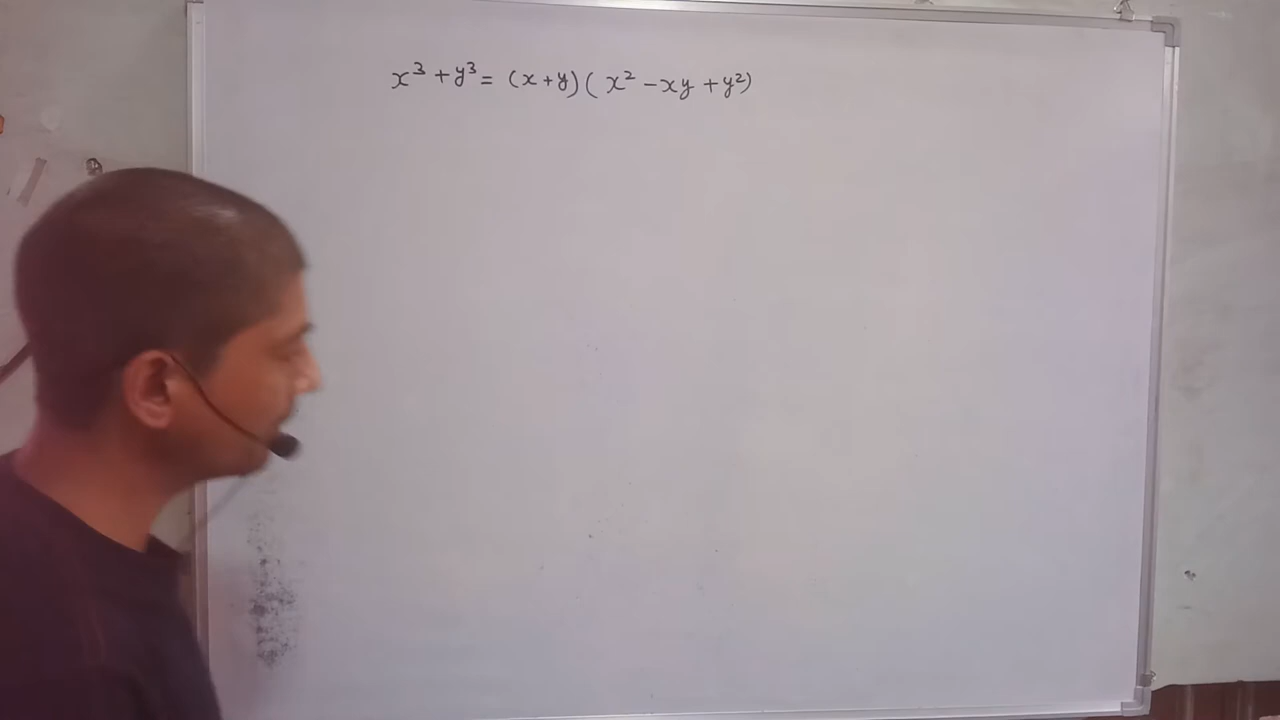 x³ + y³ = (x + y) ( x² - xy + y²)